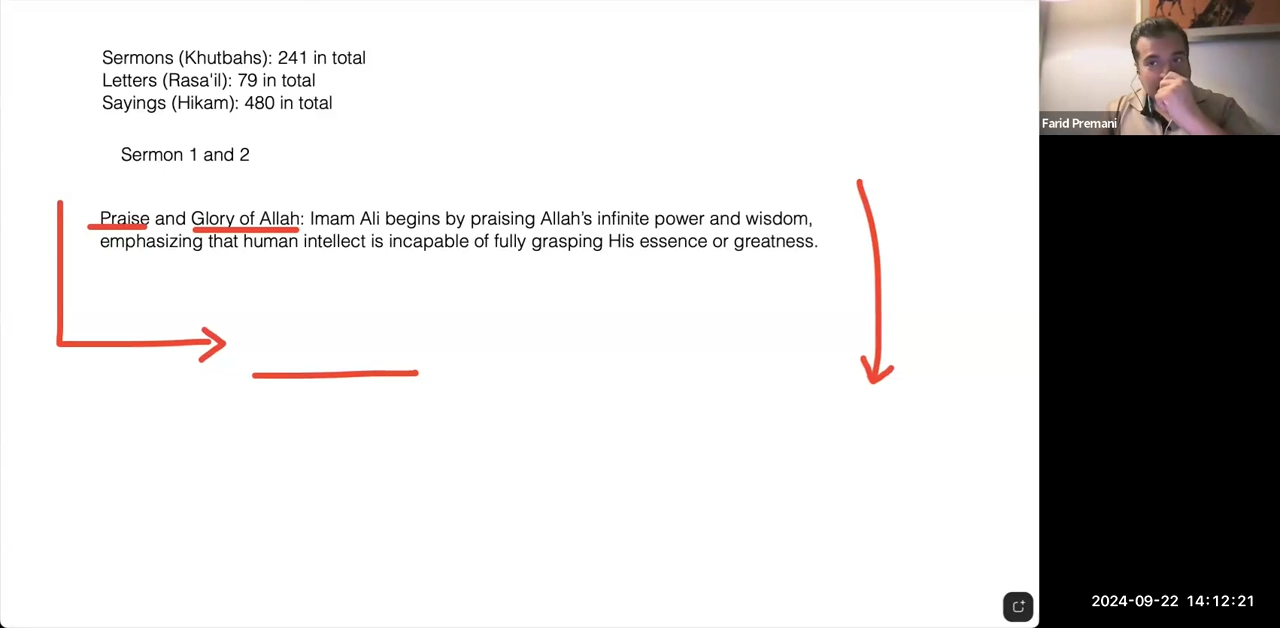 Sermons (Khutbahs): 241 in total
Letters (Rasa'il): 79 in total
Sayings (Hikam): 480 in total
Sermon 1 and 2
Praise and Glory of Allah: Imam Ali begins by praising Allah's infinite power and wisdom,
emphasizing that human intellect is incapable of fully grasping His essence or greatness.
Farid Premani
2024-09-22 14:12:21